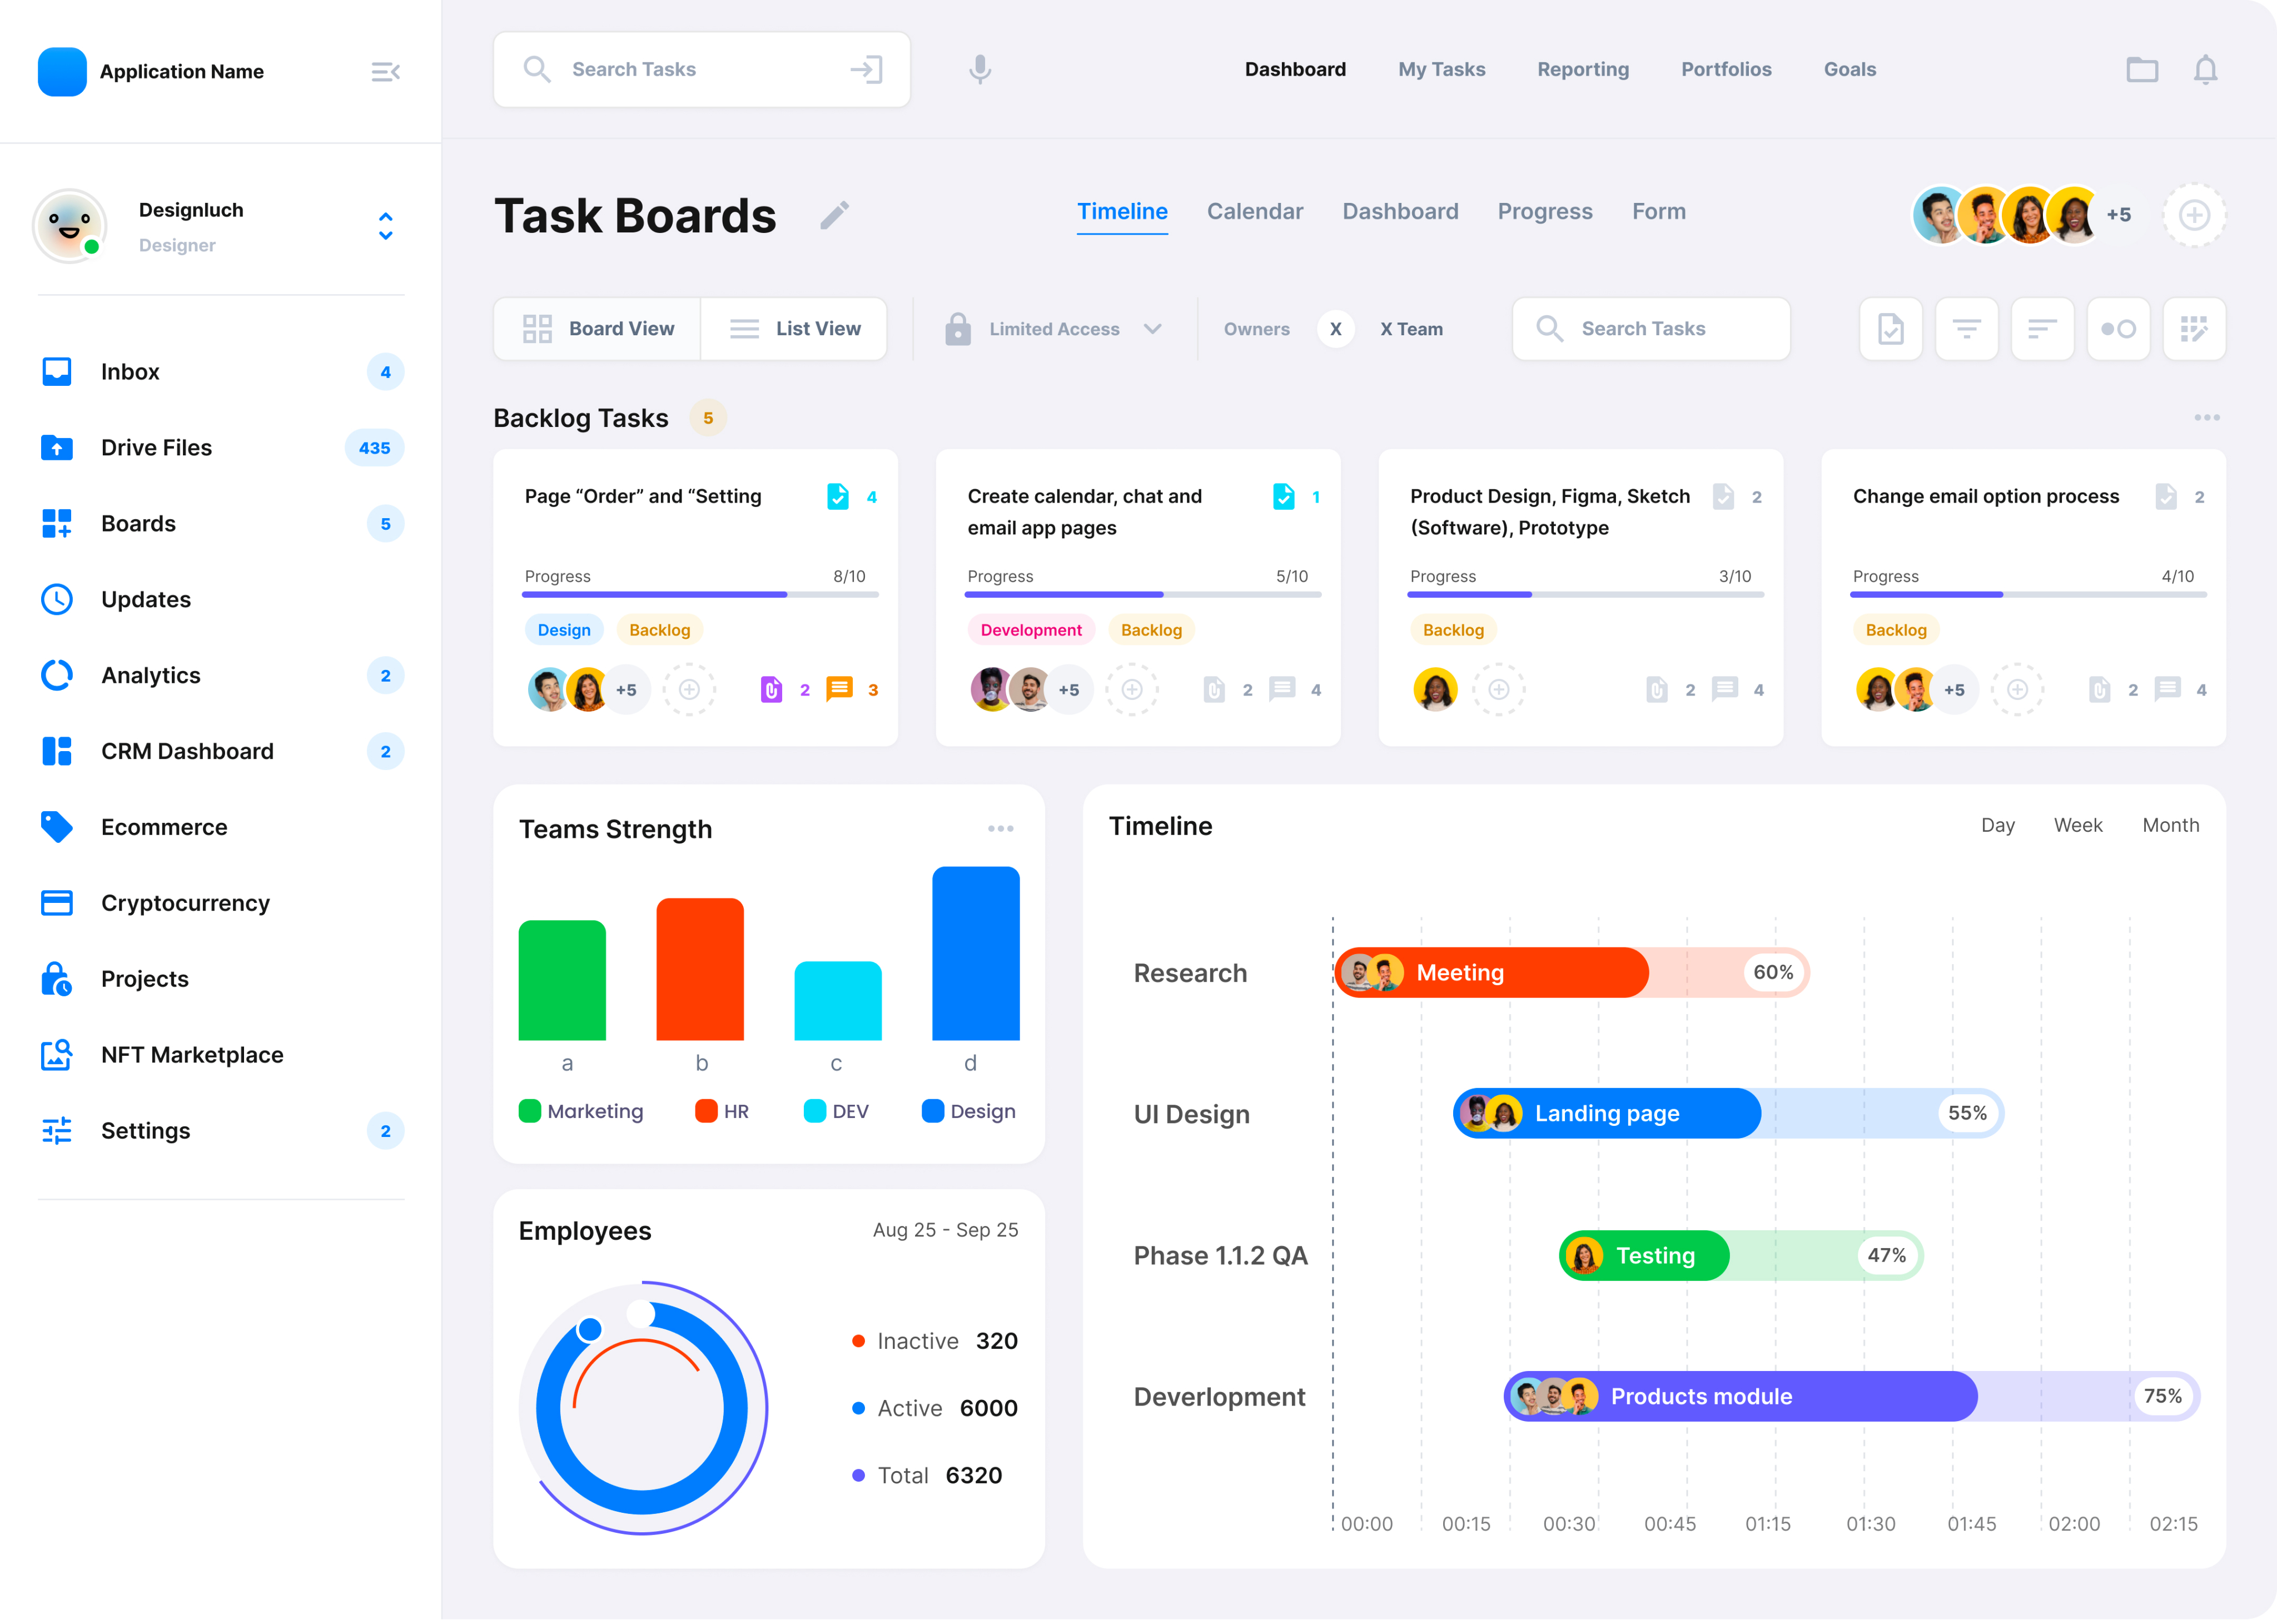 Application Name
Search Tasks
Dashboard My Tasks Reporting Portfolios Goals
Designluch
Designer
Inbox 4
Drive Files 435
Boards 5
Updates
Analytics 2
CRM Dashboard 2
Ecommerce
Cryptocurrency
Projects
NFT Marketplace
Settings 2
Task Boards
Timeline Calendar Dashboard Progress Form
+5
Board View List View Limited Access Owners X X Team Search Tasks
Backlog Tasks 5
Page “Order” and “Setting 4
Progress 8/10
Design Backlog
+5 2 3
Create calendar, chat and 1
email app pages
Progress 5/10
Development Backlog
+5 2 4
Product Design, Figma, Sketch 2
(Software), Prototype
Progress 3/10
Backlog
2 4
Change email option process 2
Progress 4/10
Backlog
+5 2 4
Teams Strength
a b c d
Marketing HR DEV Design
Employees Aug 25 - Sep 25
Inactive 320
Active 6000
Total 6320
Timeline Day Week Month
Research Meeting 60%
UI Design Landing page 55%
Phase 1.1.2 QA Testing 47%
Deverlopment Products module 75%
00:00 00:15 00:30 00:45 01:15 01:30 01:45 02:00 02:15